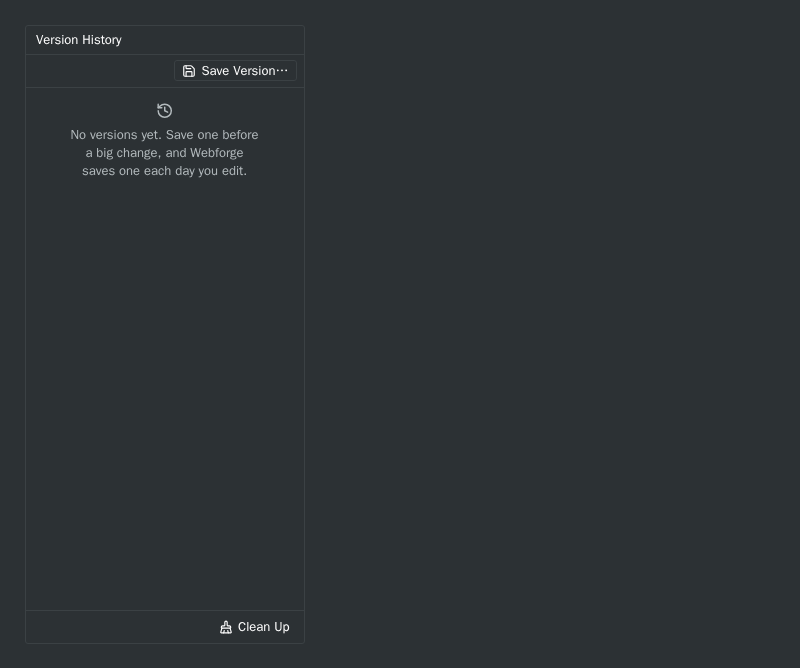 Version History
Save Version···
No versions yet. Save one before
a big change, and Webforge
saves one each day you edit.
Clean Up